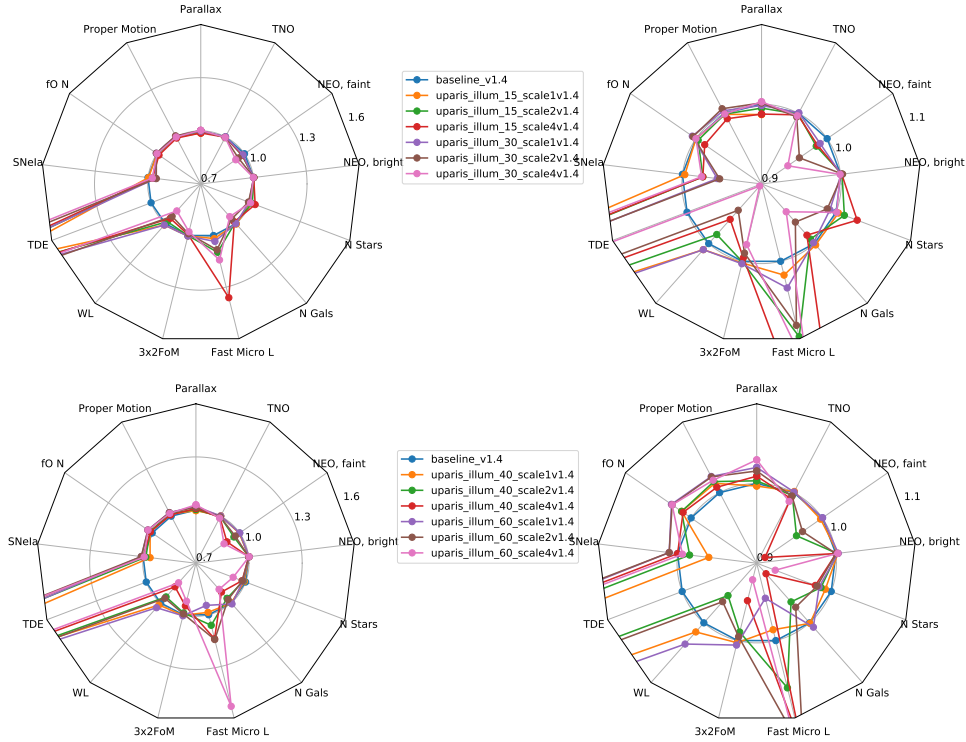 Parallax
Proper Motion
TNO
fO N
NEO, faint
1.6
1.3
1.0
0.7
SNeIa
NEO, bright
TDE
N Stars
WL
N Gals
3x2FoM
Fast Micro L
baseline_v1.4
uparis_illum_15_scale1v1.4
uparis_illum_15_scale2v1.4
uparis_illum_15_scale4v1.4
uparis_illum_30_scale1v1.4
uparis_illum_30_scale2v1.4
uparis_illum_30_scale4v1.4
Parallax
Proper Motion
TNO
fO N
NEO, faint
1.1
1.0
0.9
SNeIa
NEO, bright
TDE
N Stars
WL
N Gals
3x2FoM
Fast Micro L
Parallax
Proper Motion
TNO
fO N
NEO, faint
1.6
1.3
1.0
0.7
SNeIa
NEO, bright
TDE
N Stars
WL
N Gals
3x2FoM
Fast Micro L
baseline_v1.4
uparis_illum_40_scale1v1.4
uparis_illum_40_scale2v1.4
uparis_illum_40_scale4v1.4
uparis_illum_60_scale1v1.4
uparis_illum_60_scale2v1.4
uparis_illum_60_scale4v1.4
Parallax
Proper Motion
TNO
fO N
NEO, faint
1.1
1.0
0.9
SNeIa
NEO, bright
TDE
N Stars
WL
N Gals
3x2FoM
Fast Micro L